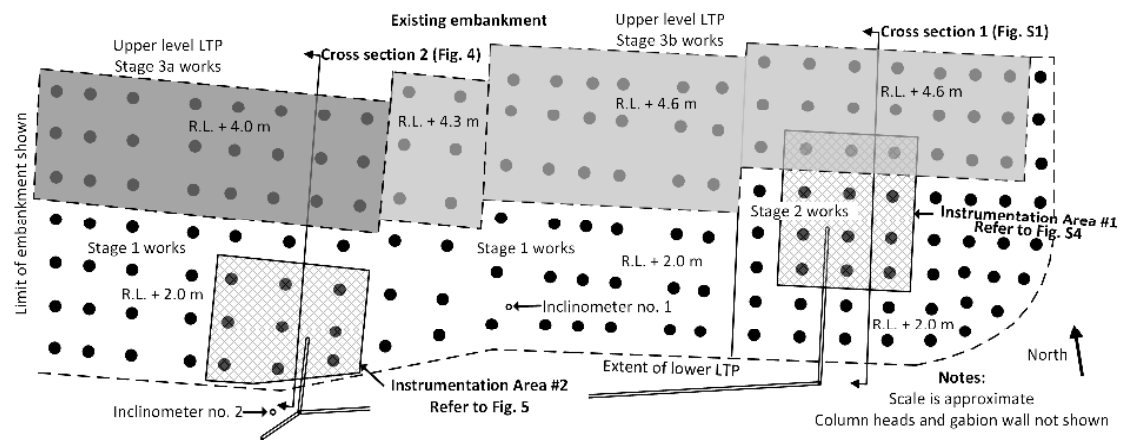 Existing embankment
Upper level LTP
Stage 3a works
Cross section 2 (Fig. 4)
Upper level LTP
Stage 3b works
Cross section 1 (Fig. S1)
R.L. + 4.0 m
R.L. + 4.3 m
R.L. + 4.6 m
R.L. + 4.6 m
Limit of embankment shown
Stage 1 works
R.L. + 2.0 m
Stage 1 works
R.L. + 2.0 m
Stage 2 works
Instrumentation Area #1
Refer to Fig. S4
Inclinometer no. 1
R.L. + 2.0 m
Extent of lower LTP
North
Instrumentation Area #2
Refer to Fig. 5
Inclinometer no. 2
Notes:
Scale is approximate
Column heads and gabion wall not shown